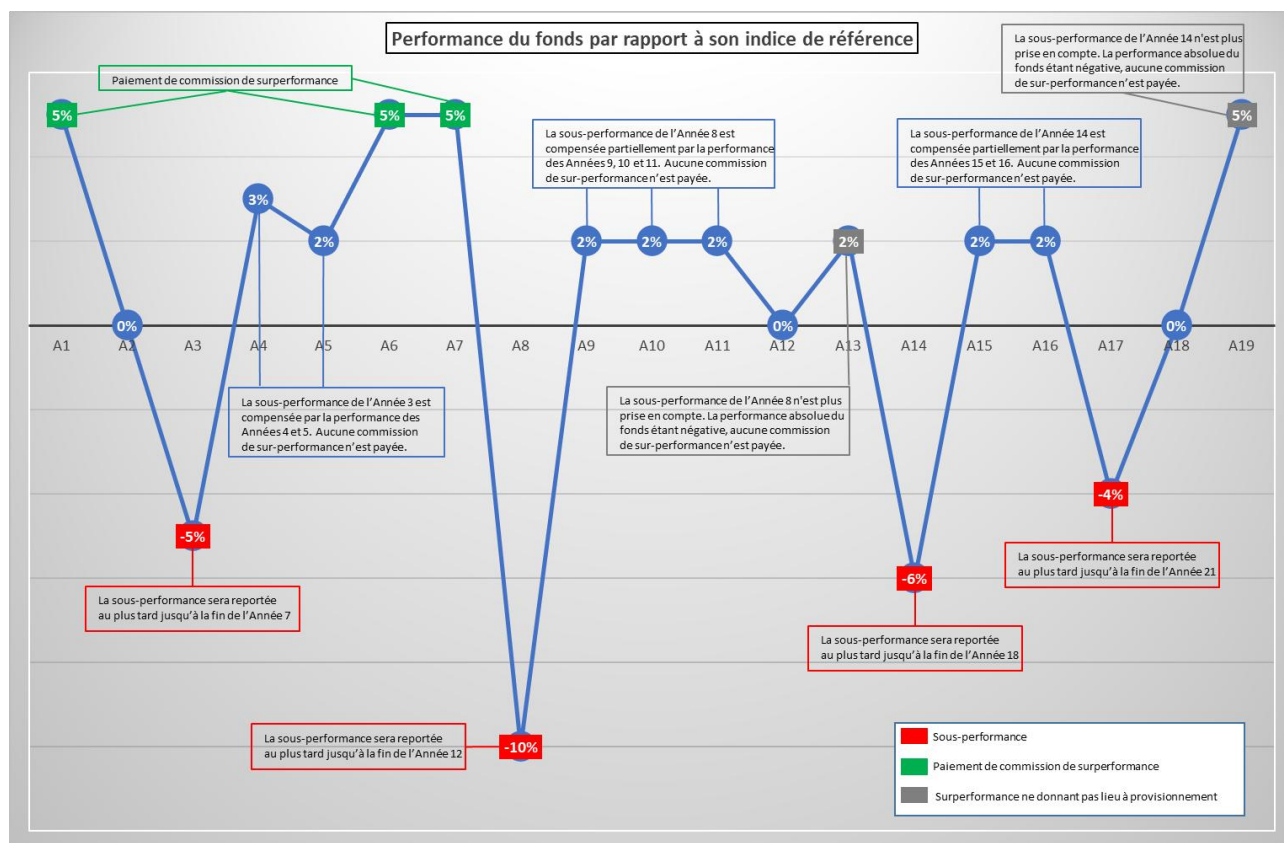 Performance du fonds par rapport à son indice de référence
La sous-performance de l'Année 14 n'est plus
prise en compte. La performance absolue du
fonds étant négative, aucune commission
de sur-performance n'est payée.
Paiement de commission de surperformance
5%
5%
5%
5%
La sous-performance de l'Année 8 est
compensée partiellement par la performance
des Années 9, 10 et 11. Aucune commission
de sur-performance n'est payée.
La sous-performance de l'Année 14 est
compensée partiellement par la performance
des Années 15 et 16. Aucune commission
de sur-performance n'est payée.
3%
2%
2%
2%
2%
2%
2%
2%
0%
0%
0%
A1
A2
A3
A4
A5
A6
A7
A8
A9
A10
A11
A12
A13
A14
A15
A16
A17
A18
A19
La sous-performance de l'Année 3 est
compensée par la performance des
Années 4 et 5. Aucune commission
de sur-performance n'est payée.
La sous-performance de l'Année 8 n'est plus
prise en compte. La performance absolue du
fonds étant négative, aucune commission
de sur-performance n'est payée.
-5%
-4%
-6%
La sous-performance sera reportée
au plus tard jusqu'à la fin de l'Année 7
La sous-performance sera reportée
au plus tard jusqu'à la fin de l'Année 21
La sous-performance sera reportée
au plus tard jusqu'à la fin de l'Année 18
La sous-performance sera reportée
au plus tard jusqu'à la fin de l'Année 12
-10%
Sous-performance
Paiement de commission de surperformance
Surperformance ne donnant pas lieu à provisionnement